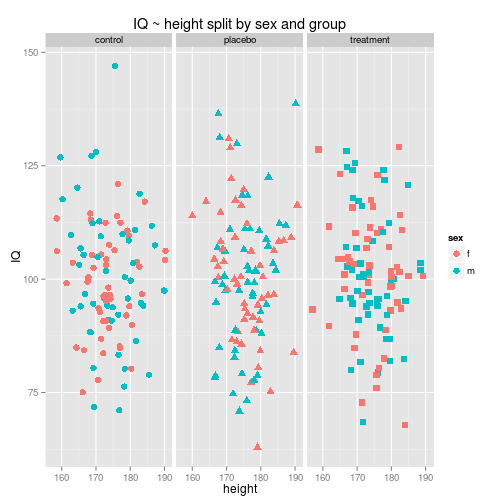 IQ ~ height split by sex and group
control placebo treatment
150
125
100
75
IQ
160 170 180 190 160 170 180 190 160 170 180 190
height
sex
f
m